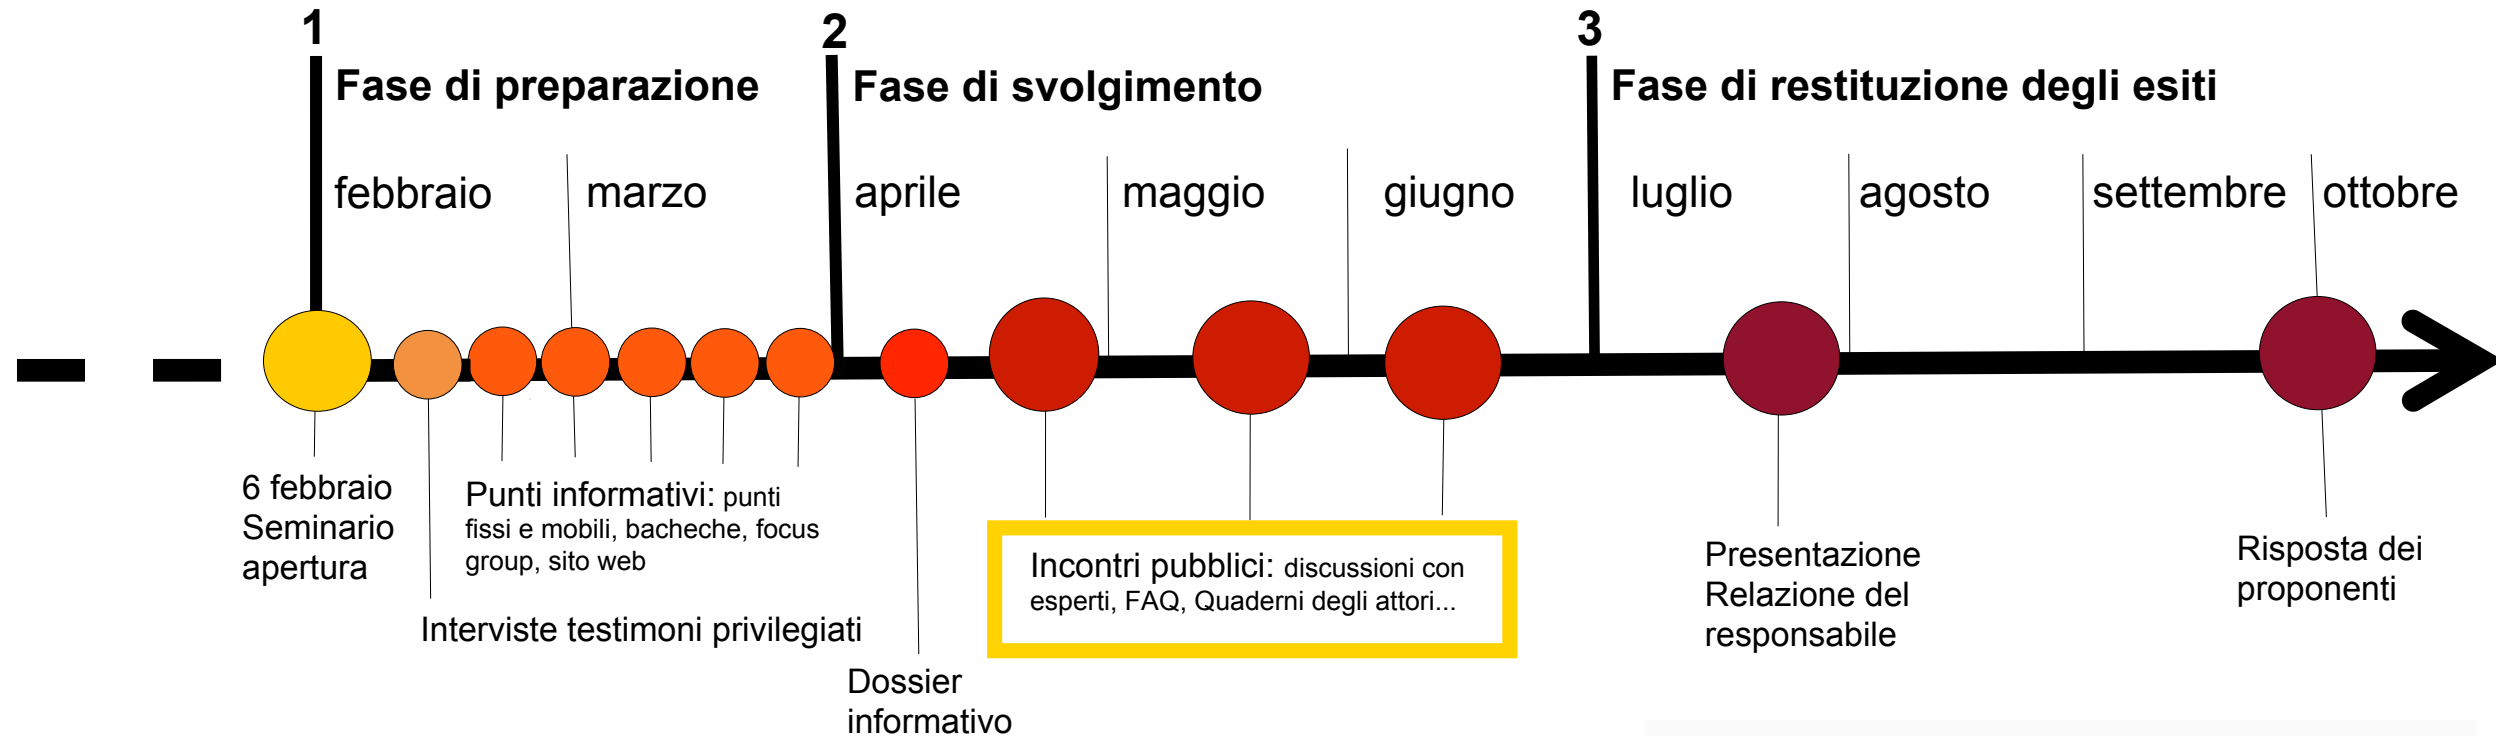 1
2
3
Fase di preparazione
Fase di svolgimento
Fase di restituzione degli esiti
febbraio
marzo
aprile
maggio
giugno
luglio
agosto
settembre
ottobre
6 febbraio
Seminario
apertura
Punti informativi: punti
fissi e mobili, bacheche, focus
group, sito web
Interviste testimoni privilegiati
Dossier
informativo
Incontri pubblici: discussioni con
esperti, FAQ, Quaderni degli attori...
Presentazione
Relazione del
responsabile
Risposta dei
proponenti